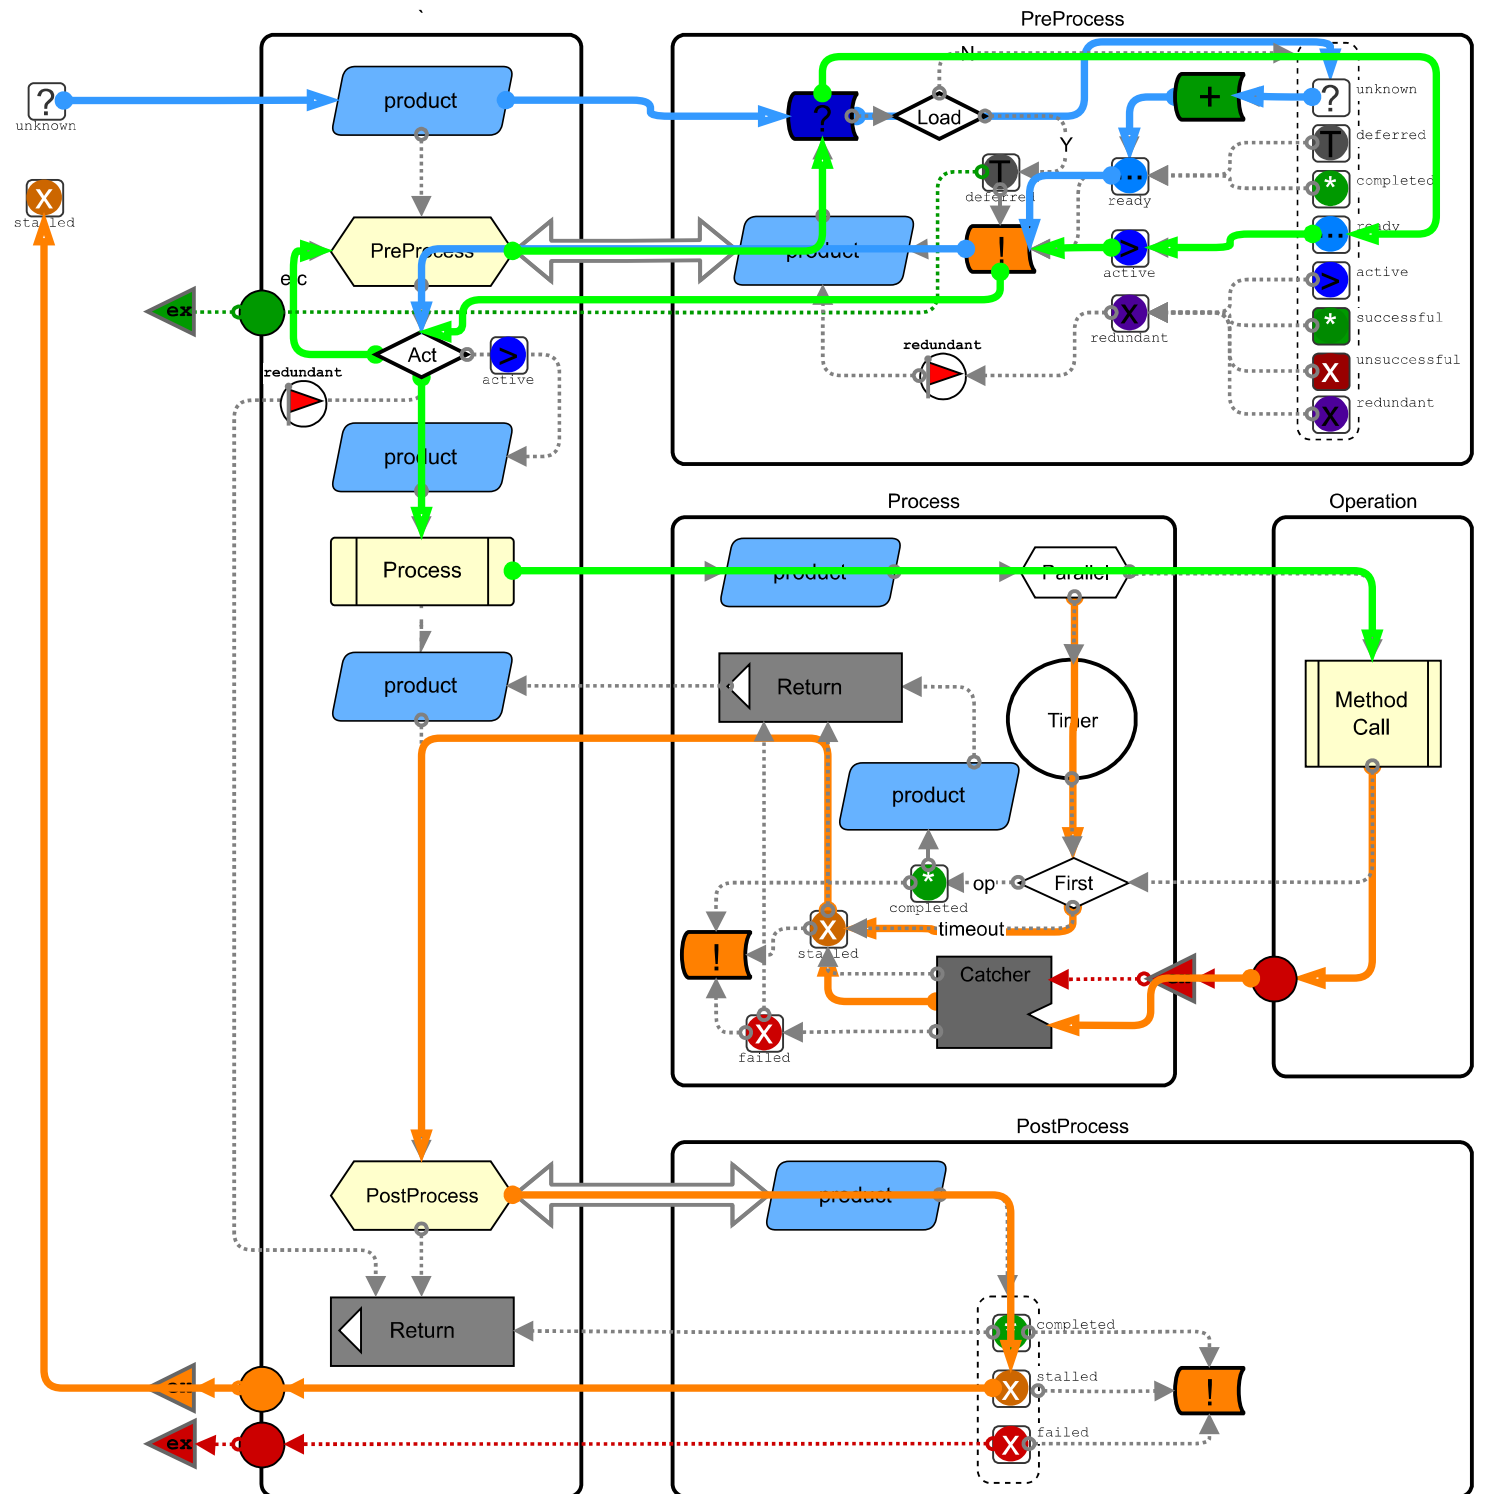 `
PreProcess
N
?
product
?
Load
+
?
unknown
unknown
Y
T
deferred
T
deferred
*
completed
x
stalled
..
ready
PreProcess
product
!
>
active
..
ready
etc
>
active
ex
x
redundant
*
successful
Act
>
active
redundant
x
unsuccessful
redundant
x
redundant
product
Process
Operation
Process
product
Parallel
product
Return
Timer
Method
Call
product
*
completed
op
First
x
stalled
timeout
!
Catcher
x
failed
PostProcess
PostProcess
product
Return
completed
x
stalled
!
ex
x
failed